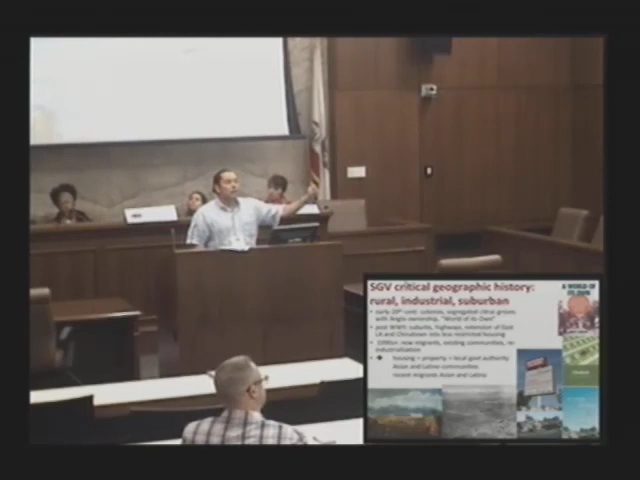 SGV critical geographic history:
rural, industrial, suburban
• early 20th cent: colonias, segregated citrus groves
with Anglo ownership, "World of its Own"
• post WWII: suburbs, highways, extension of East
LA and Chinatown into less restricted housing
new migrants, existing communities, re-
industrialization
housing = property = local govt authority
Asian and Latino communities
recent migrants Asian and Latino
A WORLD OF
ITS OWN